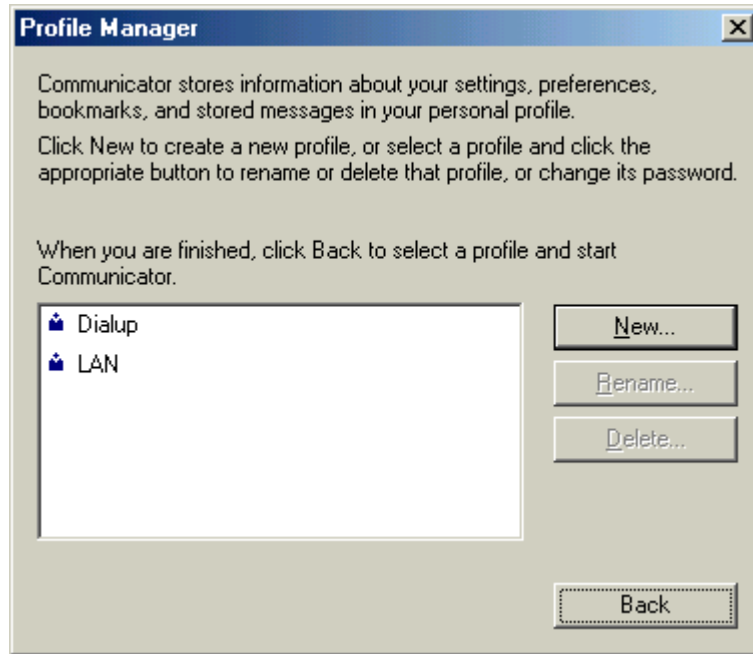 Profile Manager
Communicator stores information about your settings, preferences,
bookmarks, and stored messages in your personal profile.
Click New to create a new profile, or select a profile and click the
appropriate button to rename or delete that profile, or change its password.
When you are finished, click Back to select a profile and start
Communicator.
Dialup
LAN
New...
Rename...
Delete...
Back